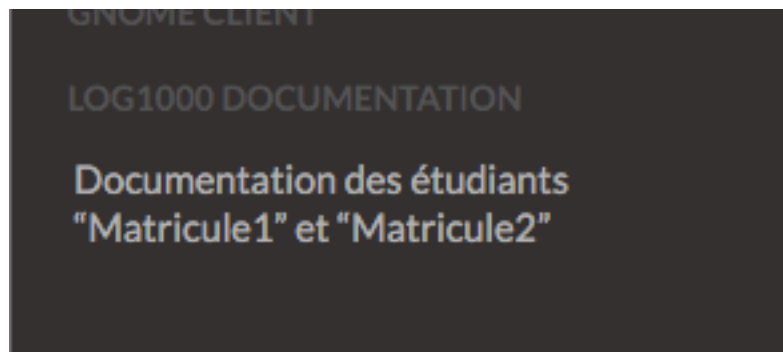 GNOME CLIENT
LOG1000 DOCUMENTATION
Documentation des étudiants
“Matricule1” et “Matricule2”